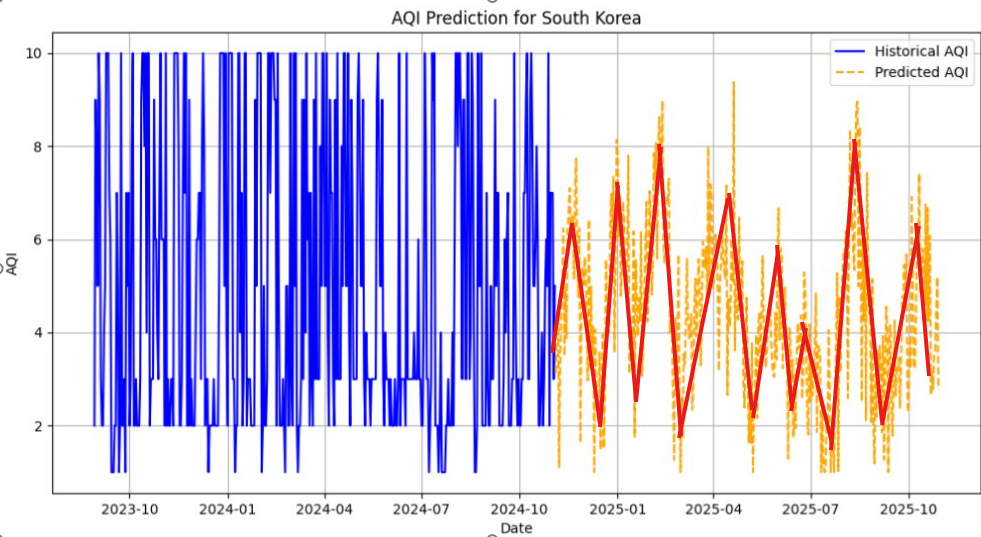 AQI Prediction for South Korea
Historical AQI
Predicted AQI
10
8
6
4
2
AQI
2023-10 2024-01 2024-04 2024-07 2024-10 2025-01 2025-04 2025-07 2025-10
Date